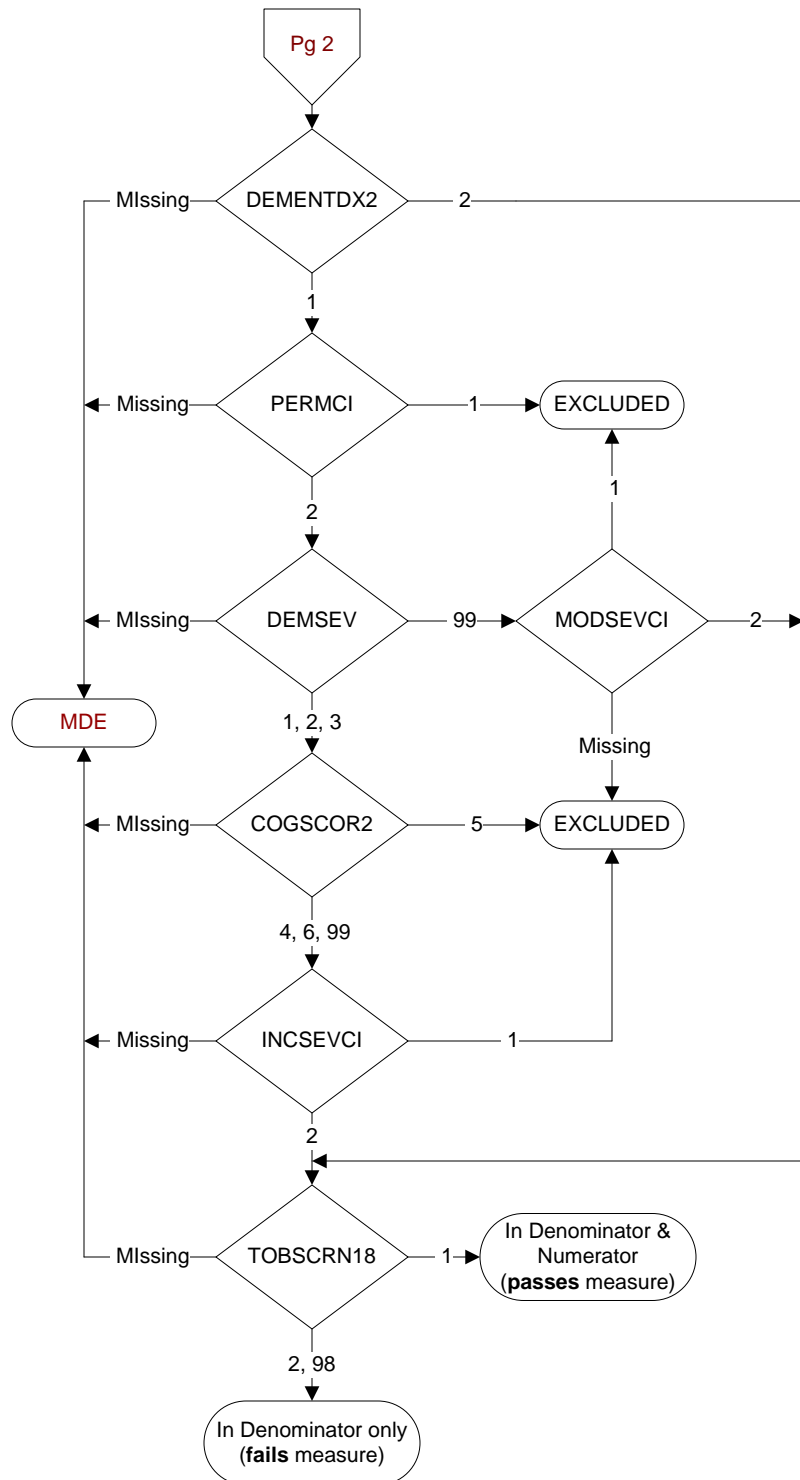 Pg 2
MIssing
DEMENTDX2
2
1
Missing
PERMCI
1
EXCLUDED
2
1
MIssing
DEMSEV
99
MODSEVCI
2
MDE
1, 2, 3
Missing
MIssing
COGSCOR2
5
EXCLUDED
4, 6, 99
Missing
INCSEVCI
1
2
MIssing
TOBSCRN18
1
In Denominator &
Numerator
(passes measure)
2, 98
In Denominator only
(fails measure)